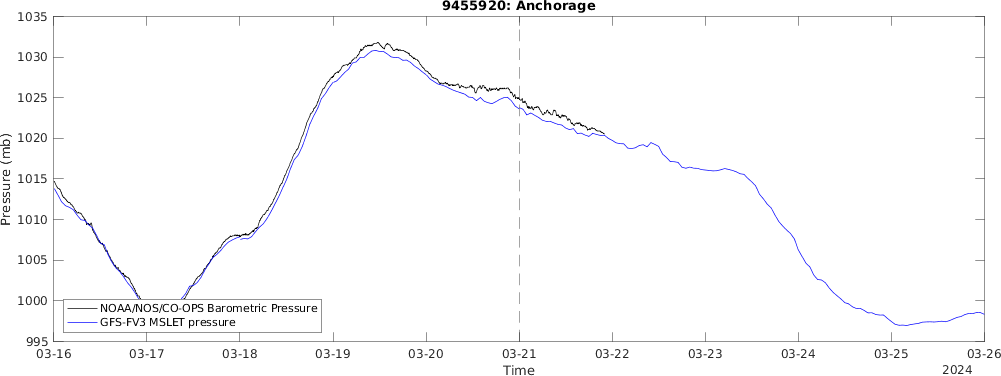 9455920: Anchorage
Pressure (mb)
1035
1030
1025
1020
1015
1010
1005
1000
995
NOAA/NOS/CO-OPS Barometric Pressure
GFS-FV3 MSLET pressure
03-16 03-17 03-18 03-19 03-20 03-21 03-22 03-23 03-24 03-25 03-26
Time
2024